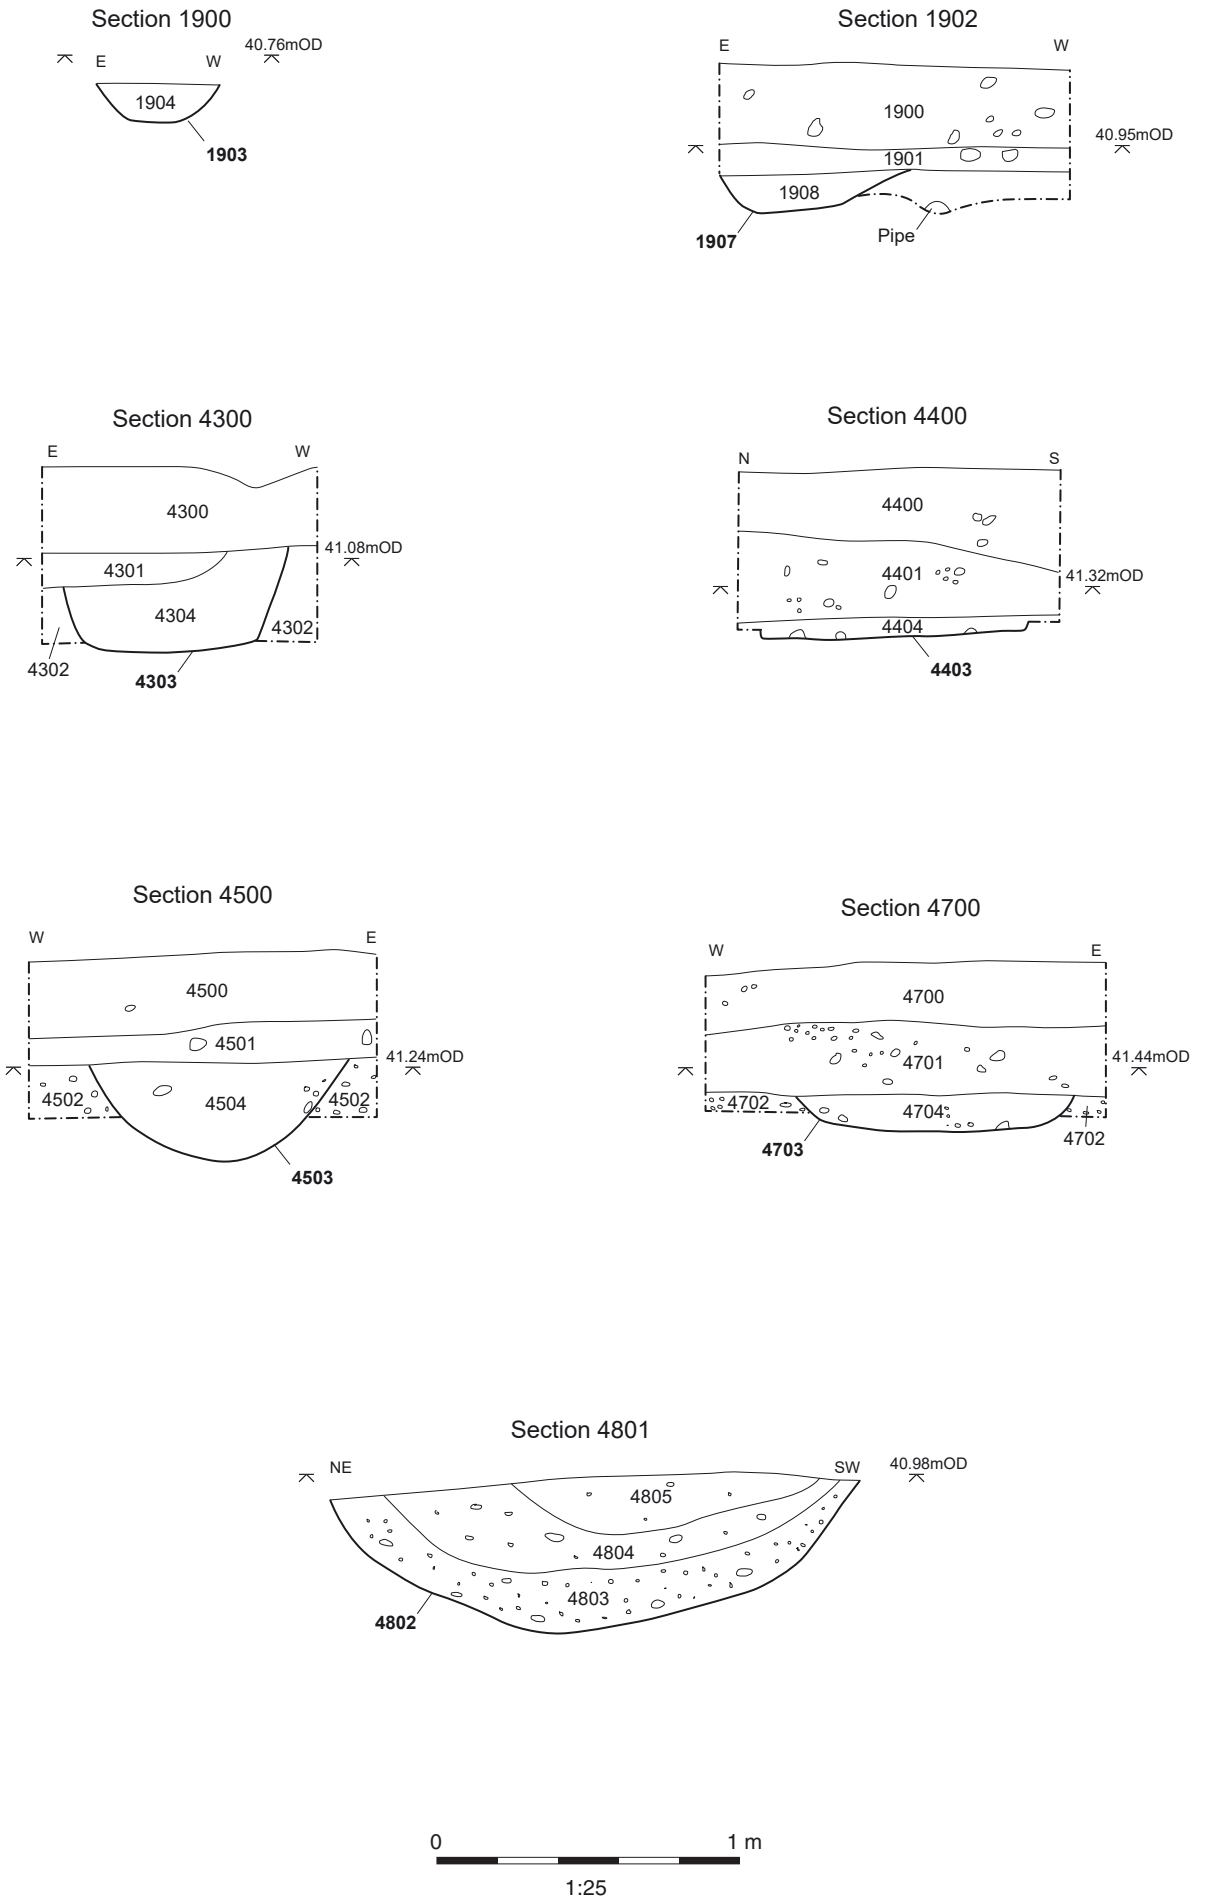 Section 1900
40.76mOD
E W
1904
1903
Section 1902
E W
1900
40.95mOD
1901
1908
1907
Pipe
Section 4300
E W
4300
41.08mOD
4301
4304
4302
4302
4303
Section 4400
N S
4400
4401
41.32mOD
4404
4403
Section 4500
W E
4500
4501
41.24mOD
4502 4504 4502
4503
Section 4700
W E
4700
4701
41.44mOD
4702 4704
4702
4703
Section 4801
NE SW 40.98mOD
4805
4804
4803
4802
0 1 m
1:25